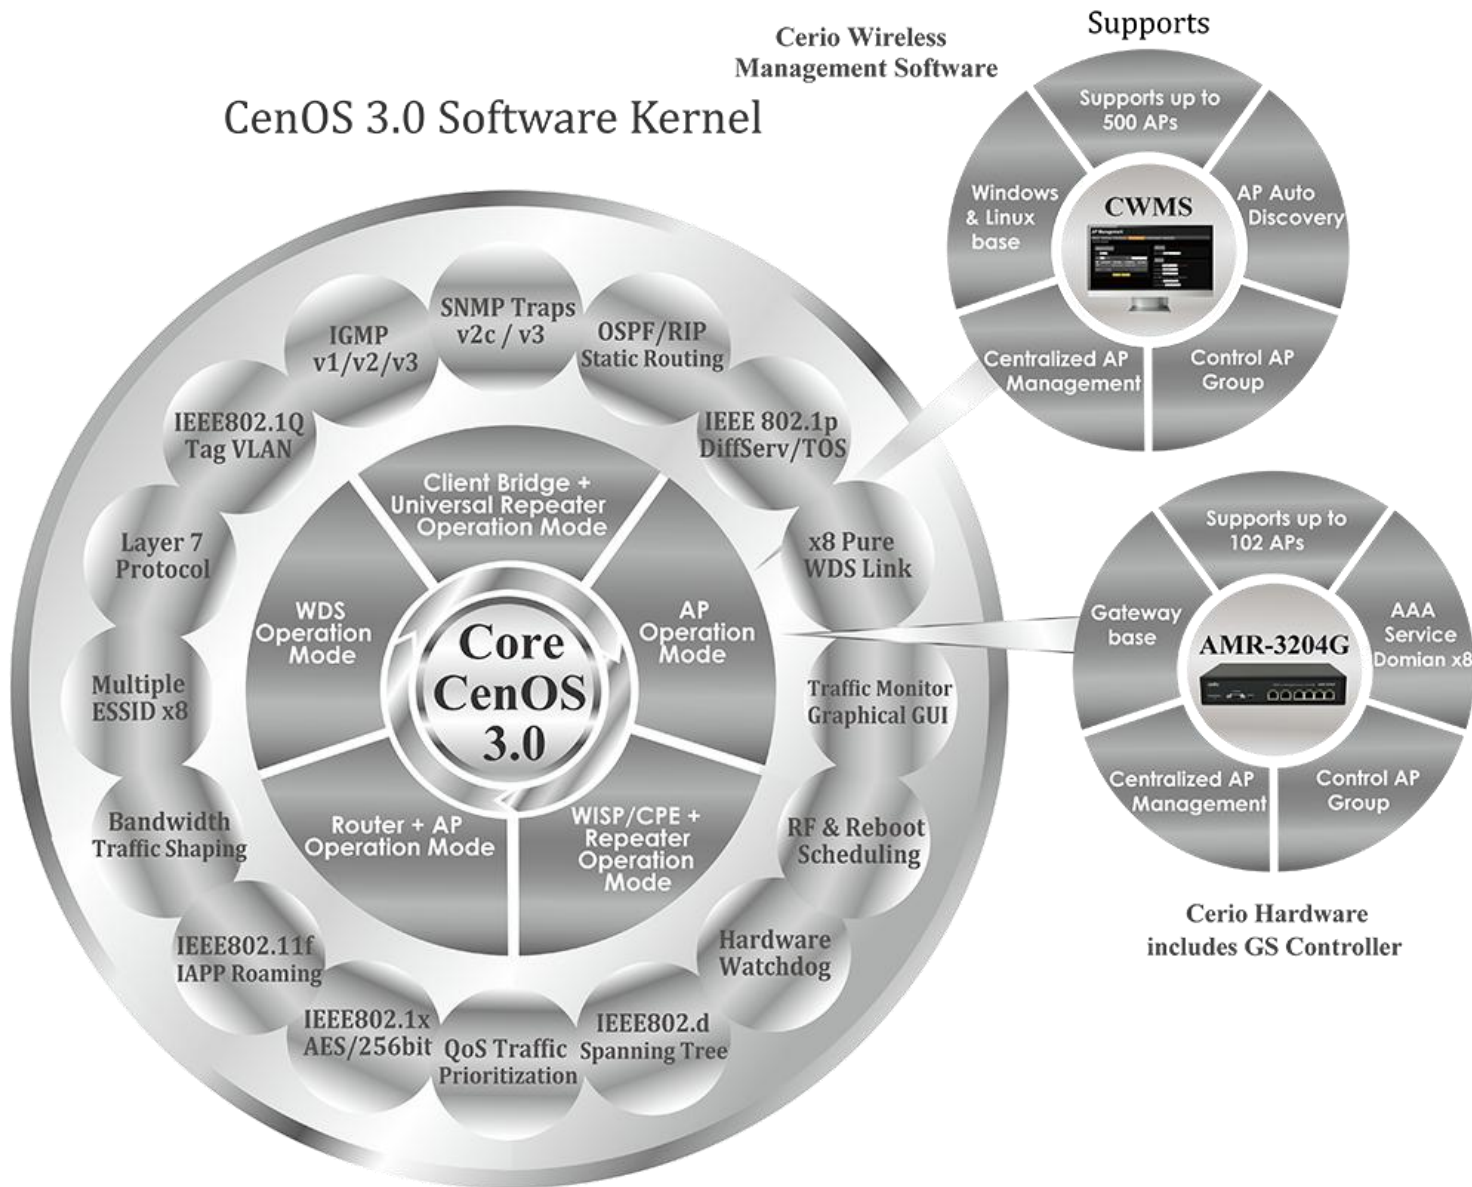 Supports
Cerio Wireless
Management Software
CenOS 3.0 Software Kernel
Supports up to
500 APs
AP Auto
Discovery
Control AP
Group
Centralized AP
Management
Windows
& Linux
base
CWMS
SNMP Traps
v2c / v3
OSPF/RIP
Static Routing
IEEE 802.1p
DiffServ/TOS
x8 Pure
WDS Link
Traffic Monitor
Graphical GUI
RF & Reboot
Scheduling
Hardware
Watchdog
IEEE802.d
Spanning Tree
QoS Traffic
Prioritization
IEEE802.1x
AES/256bit
IEEE802.11f
IAPP Roaming
Bandwidth
Traffic Shaping
Multiple
ESSID x8
Layer 7
Protocol
IEEE802.1Q
Tag VLAN
IGMP
v1/v2/v3
Client Bridge +
Universal Repeater
Operation Mode
AP
Operation
Mode
WISP/CPE +
Repeater
Operation
Mode
Router + AP
Operation Mode
WDS
Operation
Mode
Core
CenOS
3.0
Supports up to
102 APs
AAA
Service
Domian x8
Control AP
Group
Centralized AP
Management
Gateway
base
AMR-3204G
Cerio Hardware
includes GS Controller